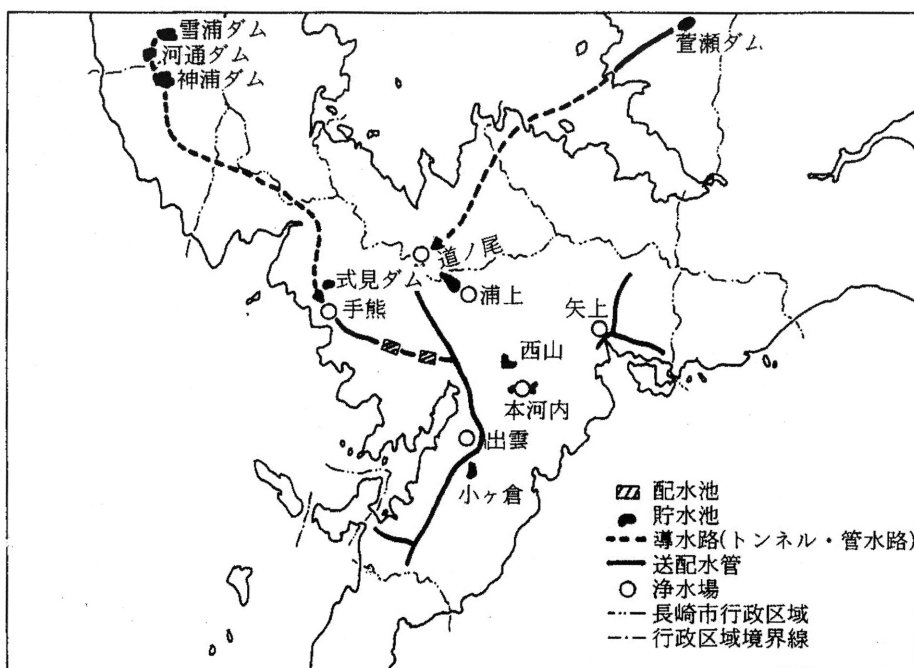 雪浦ダム
河通ダム
神浦ダム
萱瀬ダム
道ノ尾
式見ダム
浦上
手熊
矢上
西山
本河内
出雲
小ヶ倉
配水池
貯水池
導水路(トンネル・管水路)
送配水管
浄水場
長崎市行政区域
行政区域境界線